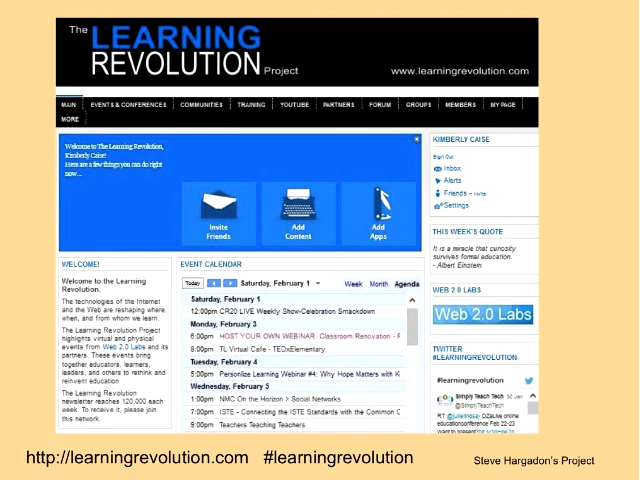 The LEARNING
REVOLUTION Project
www.learningrevolution.com
MAIN EVENTS & CONFERENCES COMMUNITIES TRAINING YOUTUBE PARTNERS FORUM GROUPS MEMBERS MY PAGE
MORE
Welcome to The Learning Revolution,
Kimberly Caise!
Here are a few things you can do right
now...
Invite
Friends
Add
Content
Add
Apps
KIMBERLY CAISE
Sign Out
Inbox
Alerts
Friends – Invite
Settings
THIS WEEK'S QUOTE
It is a miracle that curiosity
survives formal education.
- Albert Einstein
WEB 2.0 LABS
Web 2.0 Labs
TWITTER
#LEARNINGREVOLUTION
#learningrevolution
Simply Teach Tech 30 Jan
@SimplyTeachTech
RT @julielindsay OZeLive online
educationconference Feb 22-23
WELCOME!
Welcome to the Learning
Revolution.
The technologies of the Internet
and the Web are reshaping where,
when, and from whom we learn.
The Learning Revolution Project
highlights virtual and physical
events from Web 2.0 Labs and its
partners. These events bring
together educators, learners,
leaders, and others to rethink and
reinvent education.
The Learning Revolution
newsletter reaches 120,000 each
week. To receive it, please join
this network.
EVENT CALENDAR
Today Saturday, February 1 Week Month Agenda
Saturday, February 1
12:00pm CR20 LIVE Weekly Show-Celebration Smackdown
Monday, February 3
6:00pm HOST YOUR OWN WEBINAR: Classroom Renovation - F
8:00pm TL Virtual Cafe - TEDxElementary
Tuesday, February 4
5:00pm Personalize Learning Webinar #4: Why Hope Matters with K
Wednesday, February 5
1:00pm NMC On the Horizon > Social Networks
7:00pm ISTE - Connecting the ISTE Standards with the Common C
9:00pm Teachers Teaching Teachers
http://learningrevolution.com #learningrevolution
Steve Hargadon's Project